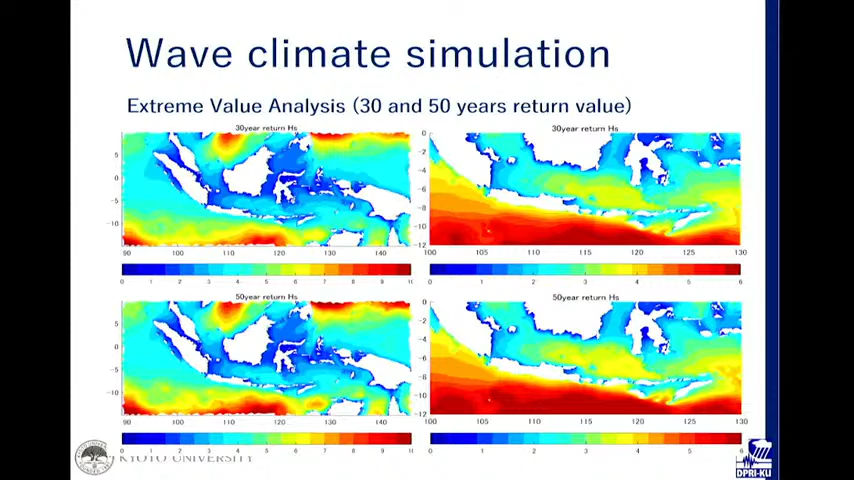 Wave climate simulation
Extreme Value Analysis (30 and 50 years return value)
30year return Hs
30year return Hs
5
0
-5
-10
90 100 110 120 130 140
0 1 2 3 4 5 6 7 8 9 10
0
-2
-4
-6
-8
-10
-12
100 105 110 115 120 125 130
0 1 2 3 4 5 6
50year return Hs
50year return Hs
5
0
-5
-10
90 100 110 120 130 140
0 1 2 3 4 5 6 7 8 9 10
0
-2
-4
-6
-8
-10
-12
100 105 110 115 120 125 130
0 1 2 3 4 5 6
KYOTO UNIVERSITY
DPRI-KU